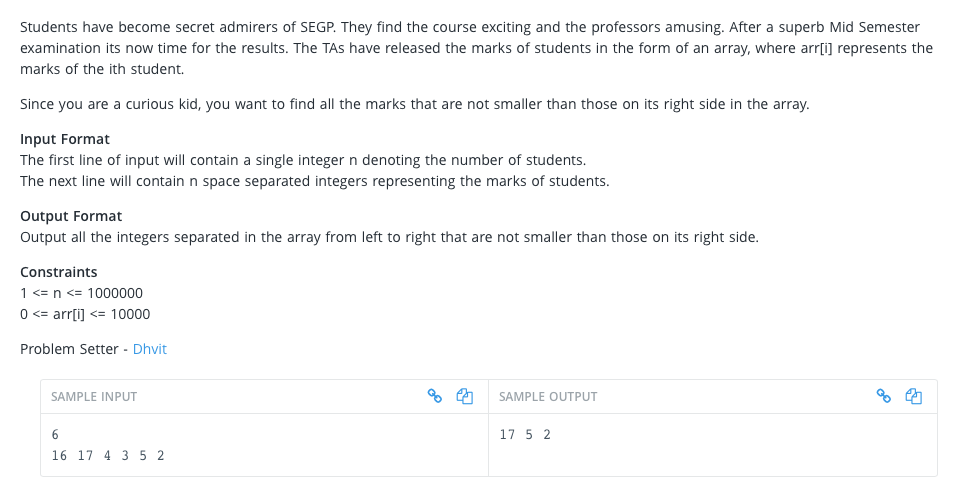 Students have become secret admirers of SEGP. They find the course exciting and the professors amusing. After a superb Mid Semester
examination its now time for the results. The TAs have released the marks of students in the form of an array, where arr[i] represents the
marks of the ith student.
Since you are a curious kid, you want to find all the marks that are not smaller than those on its right side in the array.
Input Format
The first line of input will contain a single integer n denoting the number of students.
The next line will contain n space separated integers representing the marks of students.
Output Format
Output all the integers separated in the array from left to right that are not smaller than those on its right side.
Constraints
1 <= n <= 1000000
0 <= arr[i] <= 10000
Problem Setter - Dhvit
SAMPLE INPUT
6
16 17 4 3 5 2
SAMPLE OUTPUT
17 5 2